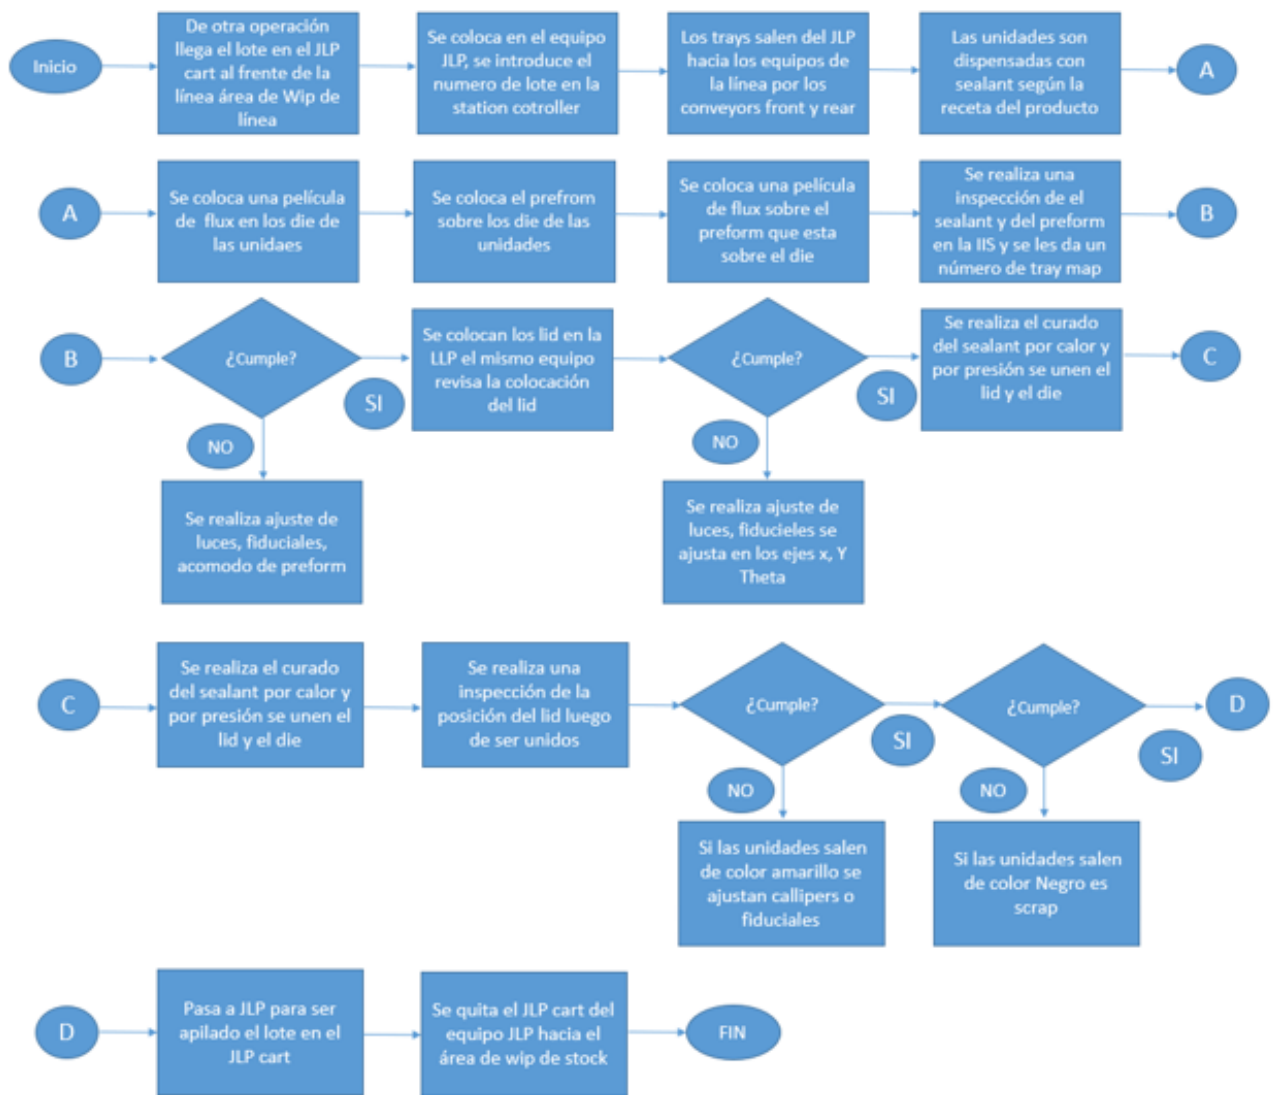 Inicio
De otra operación
llega el lote en el JLP
cart al frente de la
línea área de Wip de
línea
Se coloca en el equipo
JLP, se introduce el
numero de lote en la
station cotroller
Los trays salen del JLP
hacia los equipos de
la línea por los
conveyors front y rear
Las unidades son
dispensadas con
sealant según la
receta del producto
A
A
Se coloca una película
de flux en los die de
las unidaes
Se coloca el prefrom
sobre los die de las
unidades
Se coloca una película
de flux sobre el
preform que esta
sobre el die
Se realiza una
inspección de el
sealant y del preform
en la IIS y se les da un
número de tray map
B
B
¿Cumple?
SI
NO
Se realiza ajuste de
luces, fiduciales,
acomodo de preform
Se colocan los lid en la
LLP el mismo equipo
revisa la colocación
del lid
¿Cumple?
SI
NO
Se realiza ajuste de
luces, fiducieles se
ajusta en los ejes x, Y
Theta
Se realiza el curado
del sealant por calor y
por presión se unen el
lid y el die
C
C
Se realiza el curado
del sealant por calor y
por presión se unen el
lid y el die
Se realiza una
inspección de la
posición del lid luego
de ser unidos
¿Cumple?
SI
NO
Si las unidades salen
de color amarillo se
ajustan callipers o
fiduciales
¿Cumple?
SI
NO
Si las unidades salen
de color Negro es
scrap
D
D
Pasa a JLP para ser
apilado el lote en el
JLP cart
Se quita el JLP cart del
equipo JLP hacia el
área de wip de stock
FIN